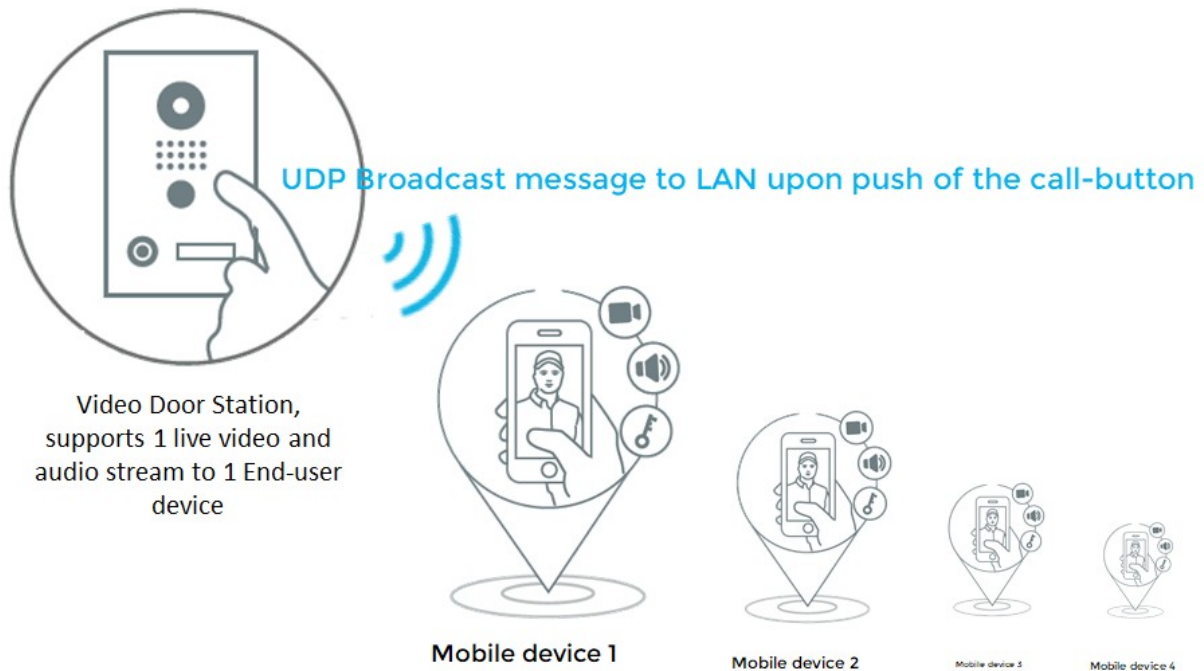 UDP Broadcast message to LAN upon push of the call-button
Video Door Station,
supports 1 live video and
audio stream to 1 End-user
device
Mobile device 1
Mobile device 2
Mobile device 3
Mobile device 4